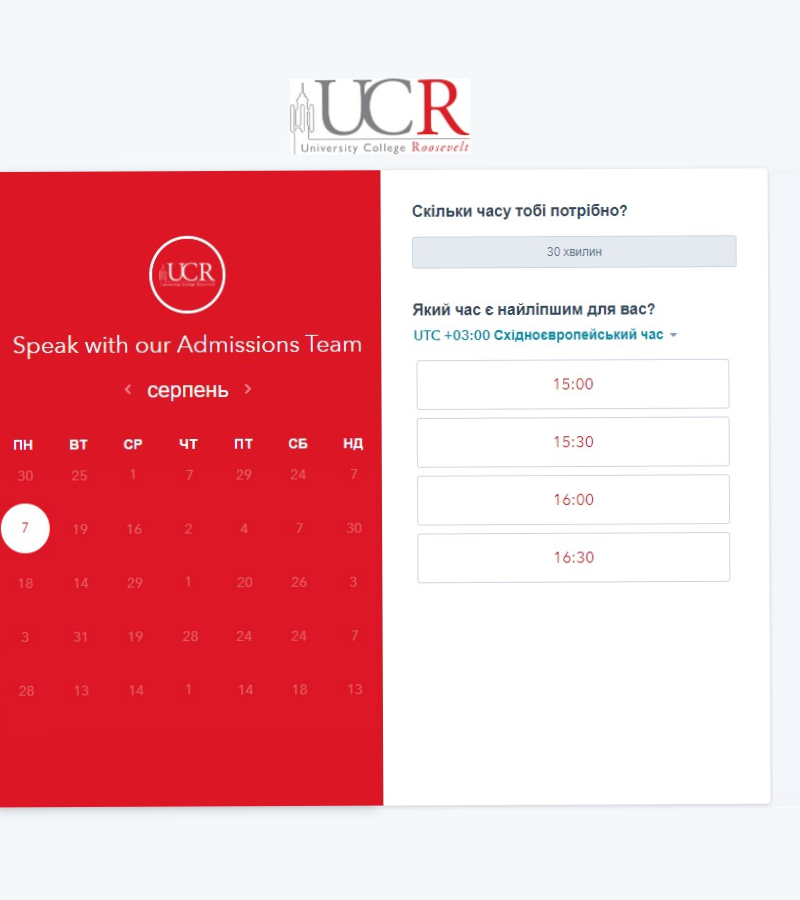 UCR
University College Roosevelt
UCR
Speak with our Admissions Team
серпень
ПН ВТ СР ЧТ ПТ СБ НД
30 25 1 7 29 24 7
7 19 16 2 4 7 30
18 14 29 1 20 26 3
3 31 19 28 24 24 7
28 13 14 1 14 18 13
Скільки часу тобі потрібно?
30 хвилин
Який час є найліпшим для вас?
UTC +03:00 Східноєвропейський час
15:00
15:30
16:00
16:30